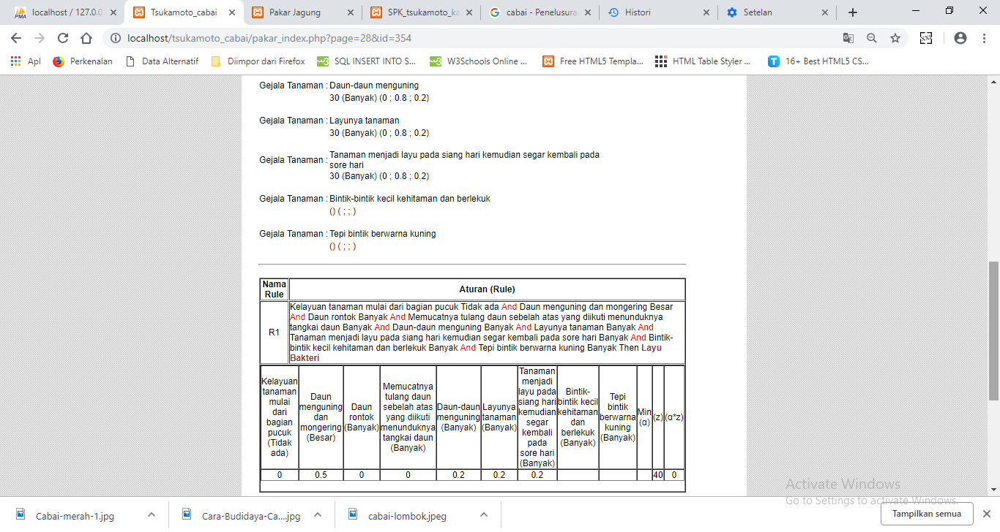 localhost / 127.0.0
Tsukamoto_cabai
Pakar Jagung
SPK_tsukamoto_ka
cabai - Penelusura
Histori
Setelan
localhost/tsukamoto_cabai/pakar_index.php?page=28&id=354
Apl
Perkenalan
Data Alternatif
Diimpor dari Firefox
SQL INSERT INTO S...
W3Schools Online ...
Free HTML5 Templa...
HTML Table Styler ...
16+ Best HTML5 CS...
Gejala Tanaman : Daun-daun menguning
30 (Banyak) (0 ; 0.8 ; 0.2)
Gejala Tanaman : Layunya tanaman
30 (Banyak) (0 ; 0.8 ; 0.2)
Gejala Tanaman : Tanaman menjadi layu pada siang hari kemudian segar kembali pada
sore hari
30 (Banyak) (0 ; 0.8 ; 0.2)
Gejala Tanaman : Bintik-bintik kecil kehitaman dan berlekuk
() ( ; ; )
Gejala Tanaman : Tepi bintik berwarna kuning
() ( ; ; )
Nama
Rule
Aturan (Rule)
R1
Kelayuan tanaman mulai dari bagian pucuk Tidak ada And Daun menguning dan mongering Besar
And Daun rontok Banyak And Memucatnya tulang daun sebelah atas yang diikuti menunduknya
tangkai daun Banyak And Daun-daun menguning Banyak And Layunya tanaman Banyak And
Tanaman menjadi layu pada siang hari kemudian segar kembali pada sore hari Banyak And Bintik-
bintik kecil kehitaman dan berlekuk Banyak And Tepi bintik berwarna kuning Banyak Then Layu
Bakteri
Kelayuan
tanaman
mulai
dari
bagian
pucuk
(Tidak
ada)
Daun
menguning
dan
mongering
(Besar)
Daun
rontok
(Banyak)
Memucatnya
tulang daun
sebelah atas
yang diikuti
menunduknya
tangkai daun
(Banyak)
Daun-daun
menguning
(Banyak)
Layunya
tanaman
(Banyak)
Tanaman
menjadi
layu pada
siang hari
kemudian
segar
kembali
pada
sore hari
(Banyak)
Bintik-
bintik kecil
kehitaman
dan
berlekuk
(Banyak)
Tepi
bintik
berwarna
kuning
(Banyak)
Min
(α)
(z)
(α*z)
0 0.5 0 0 0.2 0.2 0.2 40 0
Activate Windows
Go to Settings to activate Windows.
Cabai-merah-1.jpg
Cara-Budidaya-Ca....jpg
cabai-lombok.jpeg
Tampilkan semua